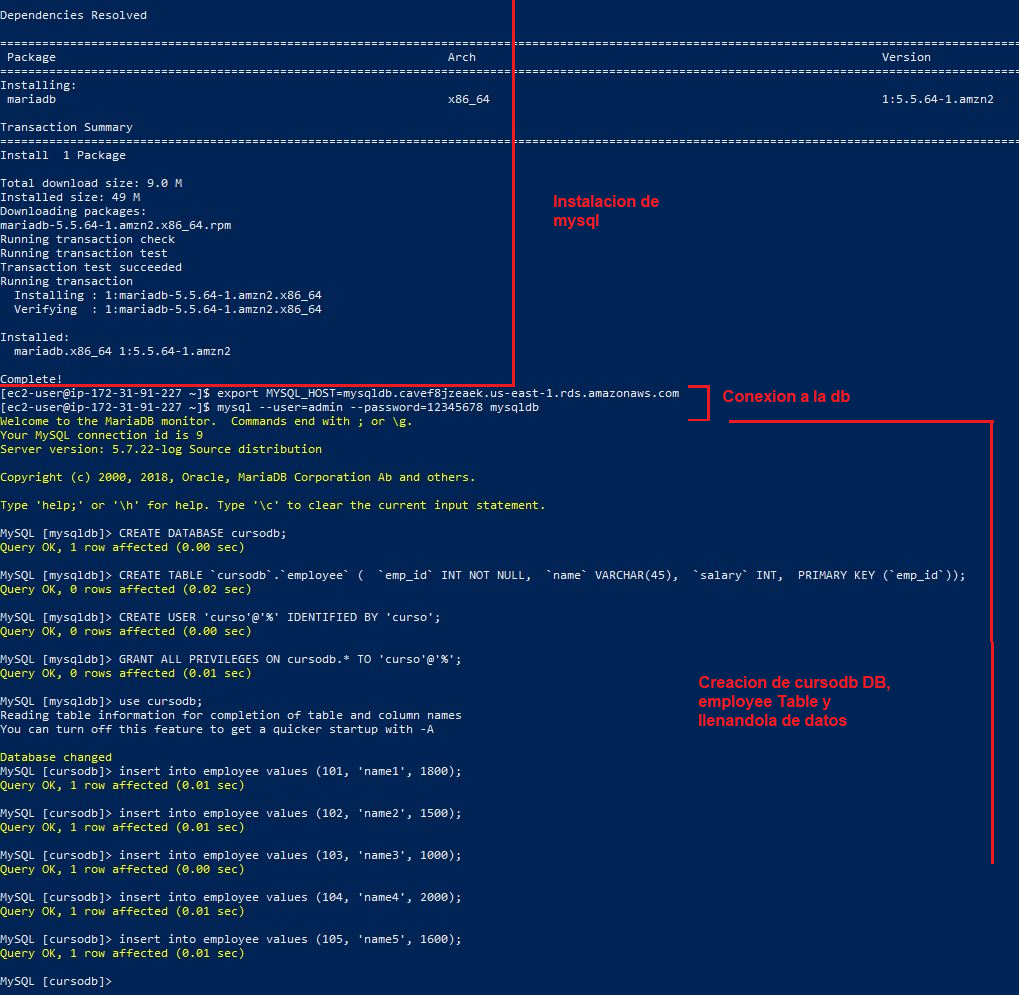 Dependencies Resolved
================================================================================
Package Arch Version
================================================================================
Installing:
mariadb x86_64 1:5.5.64-1.amzn2
Transaction Summary
================================================================================
Install  1 Package
Total download size: 9.0 M
Installed size: 49 M
Downloading packages:
mariadb-5.5.64-1.amzn2.x86_64.rpm
Running transaction check
Running transaction test
Transaction test succeeded
Running transaction
  Installing : 1:mariadb-5.5.64-1.amzn2.x86_64
  Verifying  : 1:mariadb-5.5.64-1.amzn2.x86_64
Installed:
  mariadb.x86_64 1:5.5.64-1.amzn2
Complete!
Instalacion de
mysql
[ec2-user@ip-172-31-91-227 ~]$ export MYSQL_HOST=mysqldb.cavef8jzeaek.us-east-1.rds.amazonaws.com
[ec2-user@ip-172-31-91-227 ~]$ mysql --user=admin --password=12345678 mysqldb
Conexion a la db
Welcome to the MariaDB monitor.  Commands end with ; or \g.
Your MySQL connection id is 9
Server version: 5.7.22-log Source distribution
Copyright (c) 2000, 2018, Oracle, MariaDB Corporation Ab and others.
Type 'help;' or '\h' for help. Type '\c' to clear the current input statement.
MySQL [mysqldb]> CREATE DATABASE cursodb;
Query OK, 1 row affected (0.00 sec)
MySQL [mysqldb]> CREATE TABLE `cursodb`.`employee` (  `emp_id` INT NOT NULL,  `name` VARCHAR(45),  `salary` INT,  PRIMARY KEY (`emp_id`));
Query OK, 0 rows affected (0.02 sec)
MySQL [mysqldb]> CREATE USER 'curso'@'%' IDENTIFIED BY 'curso';
Query OK, 0 rows affected (0.00 sec)
MySQL [mysqldb]> GRANT ALL PRIVILEGES ON cursodb.* TO 'curso'@'%';
Query OK, 0 rows affected (0.01 sec)
MySQL [mysqldb]> use cursodb;
Reading table information for completion of table and column names
You can turn off this feature to get a quicker startup with -A
Creacion de cursodb DB,
employee Table y
llenandola de datos
Database changed
MySQL [cursodb]> insert into employee values (101, 'name1', 1800);
Query OK, 1 row affected (0.01 sec)
MySQL [cursodb]> insert into employee values (102, 'name2', 1500);
Query OK, 1 row affected (0.01 sec)
MySQL [cursodb]> insert into employee values (103, 'name3', 1000);
Query OK, 1 row affected (0.00 sec)
MySQL [cursodb]> insert into employee values (104, 'name4', 2000);
Query OK, 1 row affected (0.01 sec)
MySQL [cursodb]> insert into employee values (105, 'name5', 1600);
Query OK, 1 row affected (0.01 sec)
MySQL [cursodb]>